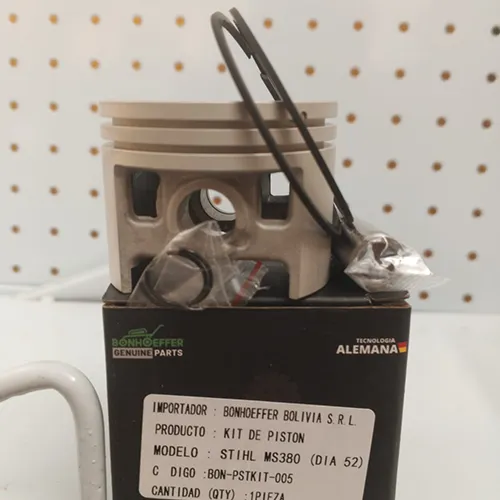 BONHOEFFER
GENUINE PARTS
TECNOLOGIA
ALEMANA
IMPORTADOR : BONHOEFFER BOLIVIA S.R.L.
PRODUCTO : KIT DE PISTON
MODELO : STIHL MS380 (DIA 52)
C DIGO :BON-PSTKIT-005
CANTIDAD (QTY) :1PIEZA